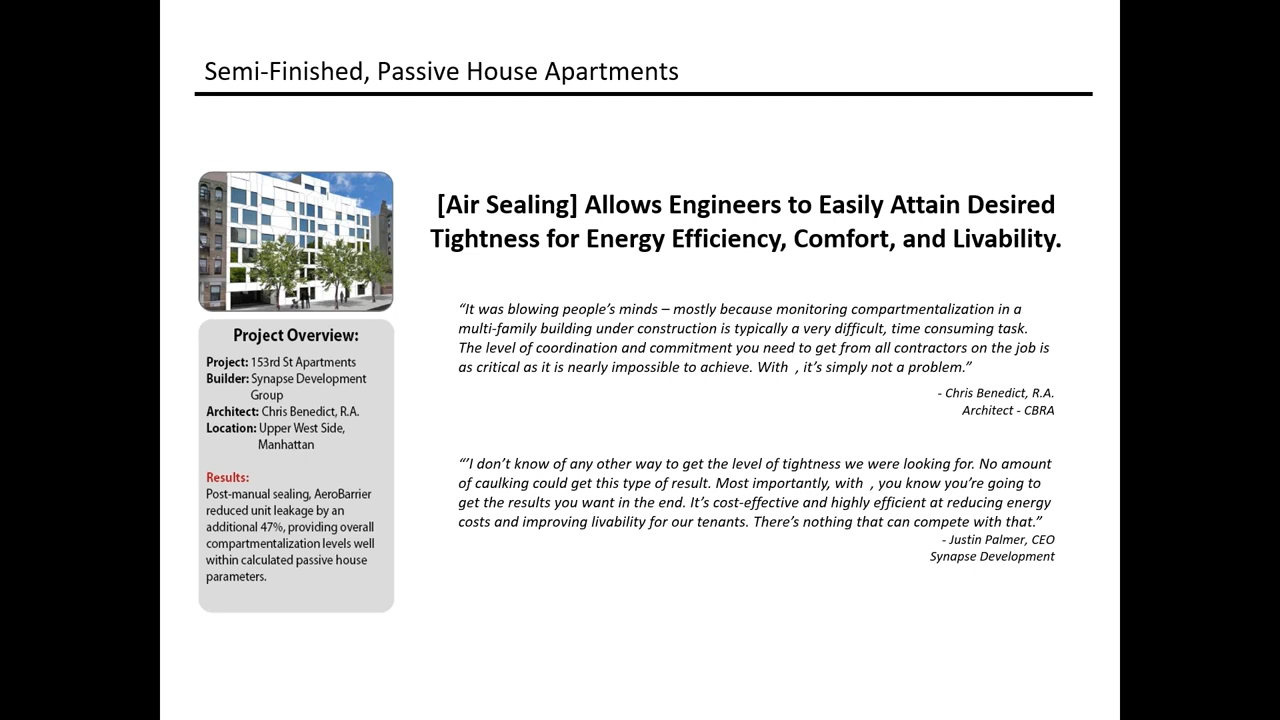 Semi-Finished, Passive House Apartments
[Air Sealing] Allows Engineers to Easily Attain Desired
Tightness for Energy Efficiency, Comfort, and Livability.
Project Overview:
Project: 153rd St Apartments
Builder: Synapse Development
Group
Architect: Chris Benedict, R.A.
Location: Upper West Side,
Manhattan
Results:
Post-manual sealing, AeroBarrier
reduced unit leakage by an
additional 47%, providing overall
compartmentalization levels well
within calculated passive house
parameters.
“It was blowing people’s minds – mostly because monitoring compartmentalization in a
multi-family building under construction is typically a very difficult, time consuming task.
The level of coordination and commitment you need to get from all contractors on the job is
as critical as it is nearly impossible to achieve. With  , it’s simply not a problem.”
- Chris Benedict, R.A.
Architect - CBRA
“’I don’t know of any other way to get the level of tightness we were looking for. No amount
of caulking could get this type of result. Most importantly, with  , you know you’re going to
get the results you want in the end. It’s cost-effective and highly efficient at reducing energy
costs and improving livability for our tenants. There’s nothing that can compete with that.”
- Justin Palmer, CEO
Synapse Development